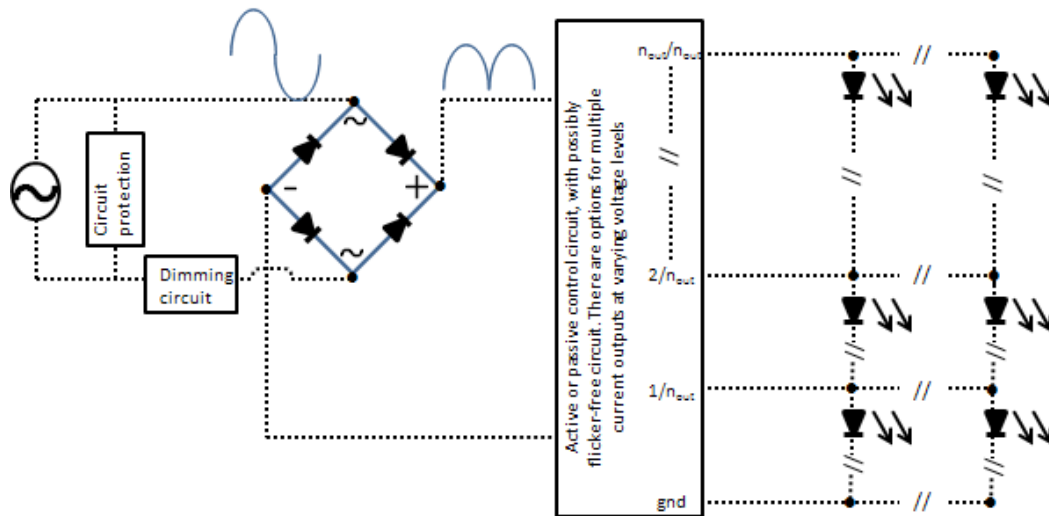 Circuit
protection
Dimming
circuit
~
~
-
+
Active or passive control circuit, with possibly
flicker-free circuit. There are options for multiple
current outputs at varying voltage levels
nout/nout
//
2/nout
1/nout
gnd
//
//
//
//
//
//
//
//
//
//